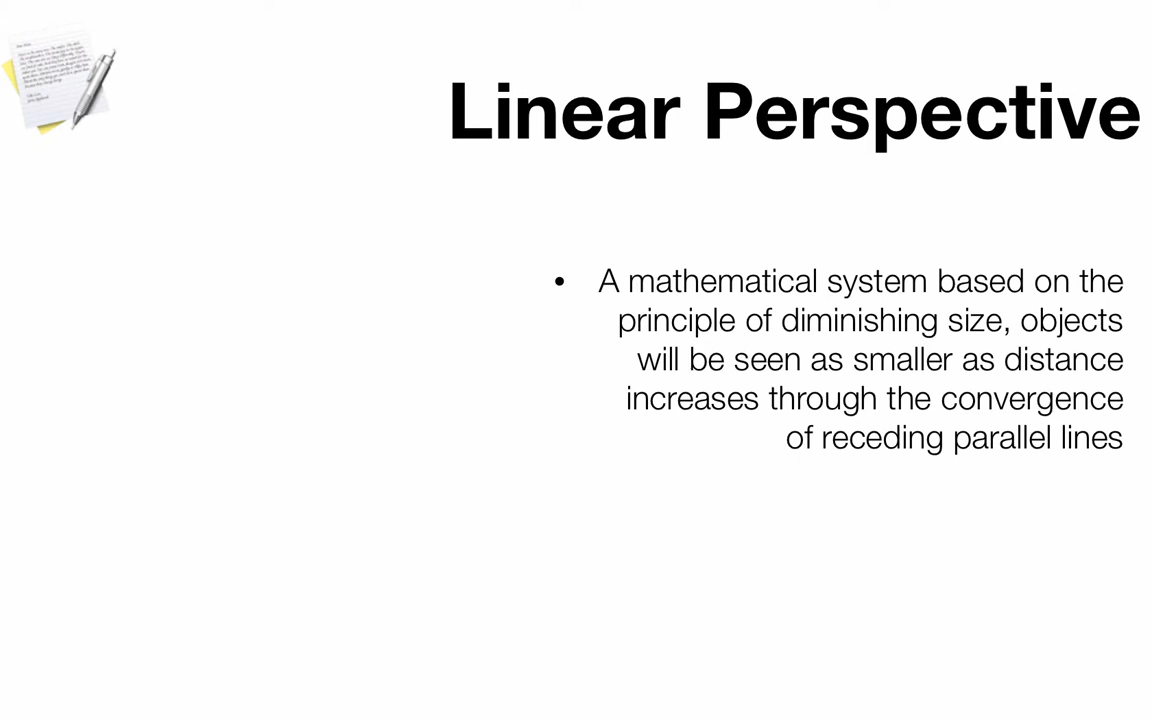 Linear Perspective
• A mathematical system based on the
principle of diminishing size, objects
will be seen as smaller as distance
increases through the convergence
of receding parallel lines